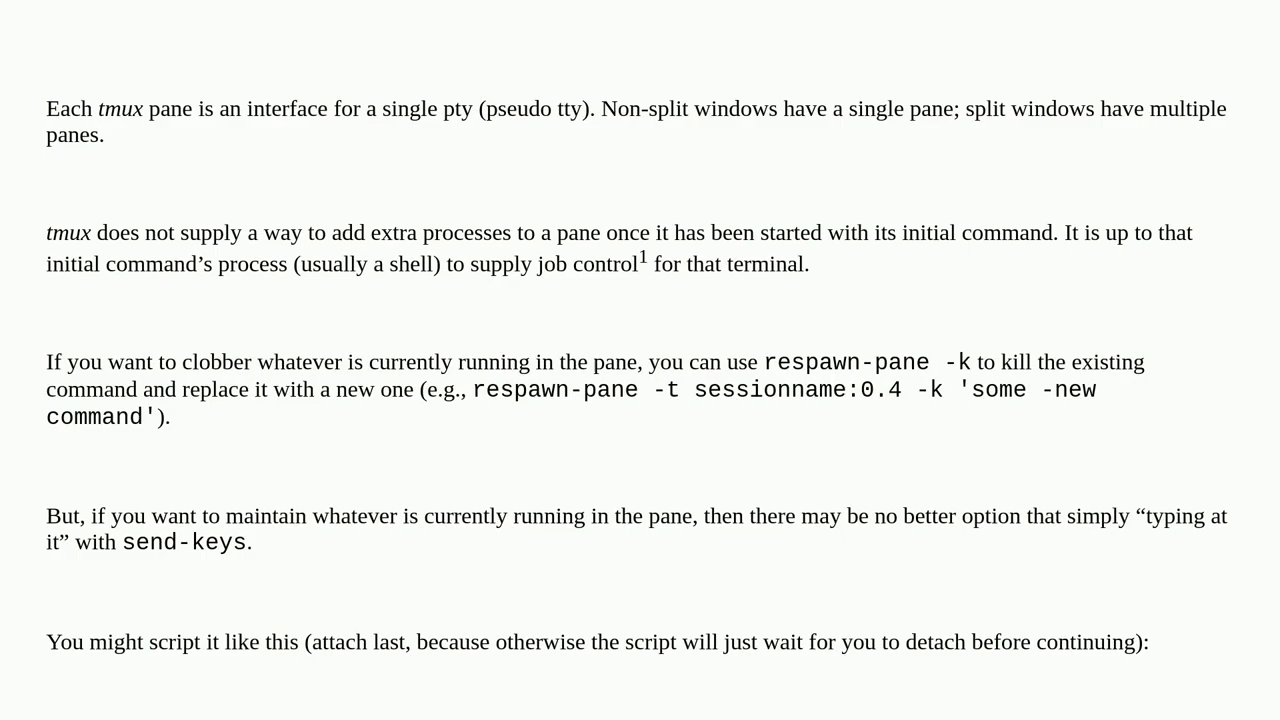 Each tmux pane is an interface for a single pty (pseudo tty). Non-split windows have a single pane; split windows have multiple
panes.
tmux does not supply a way to add extra processes to a pane once it has been started with its initial command. It is up to that
initial command’s process (usually a shell) to supply job control1 for that terminal.
If you want to clobber whatever is currently running in the pane, you can use respawn-pane -k to kill the existing
command and replace it with a new one (e.g., respawn-pane -t sessionname:0.4 -k 'some -new
command').
But, if you want to maintain whatever is currently running in the pane, then there may be no better option that simply “typing at
it” with send-keys.
You might script it like this (attach last, because otherwise the script will just wait for you to detach before continuing):